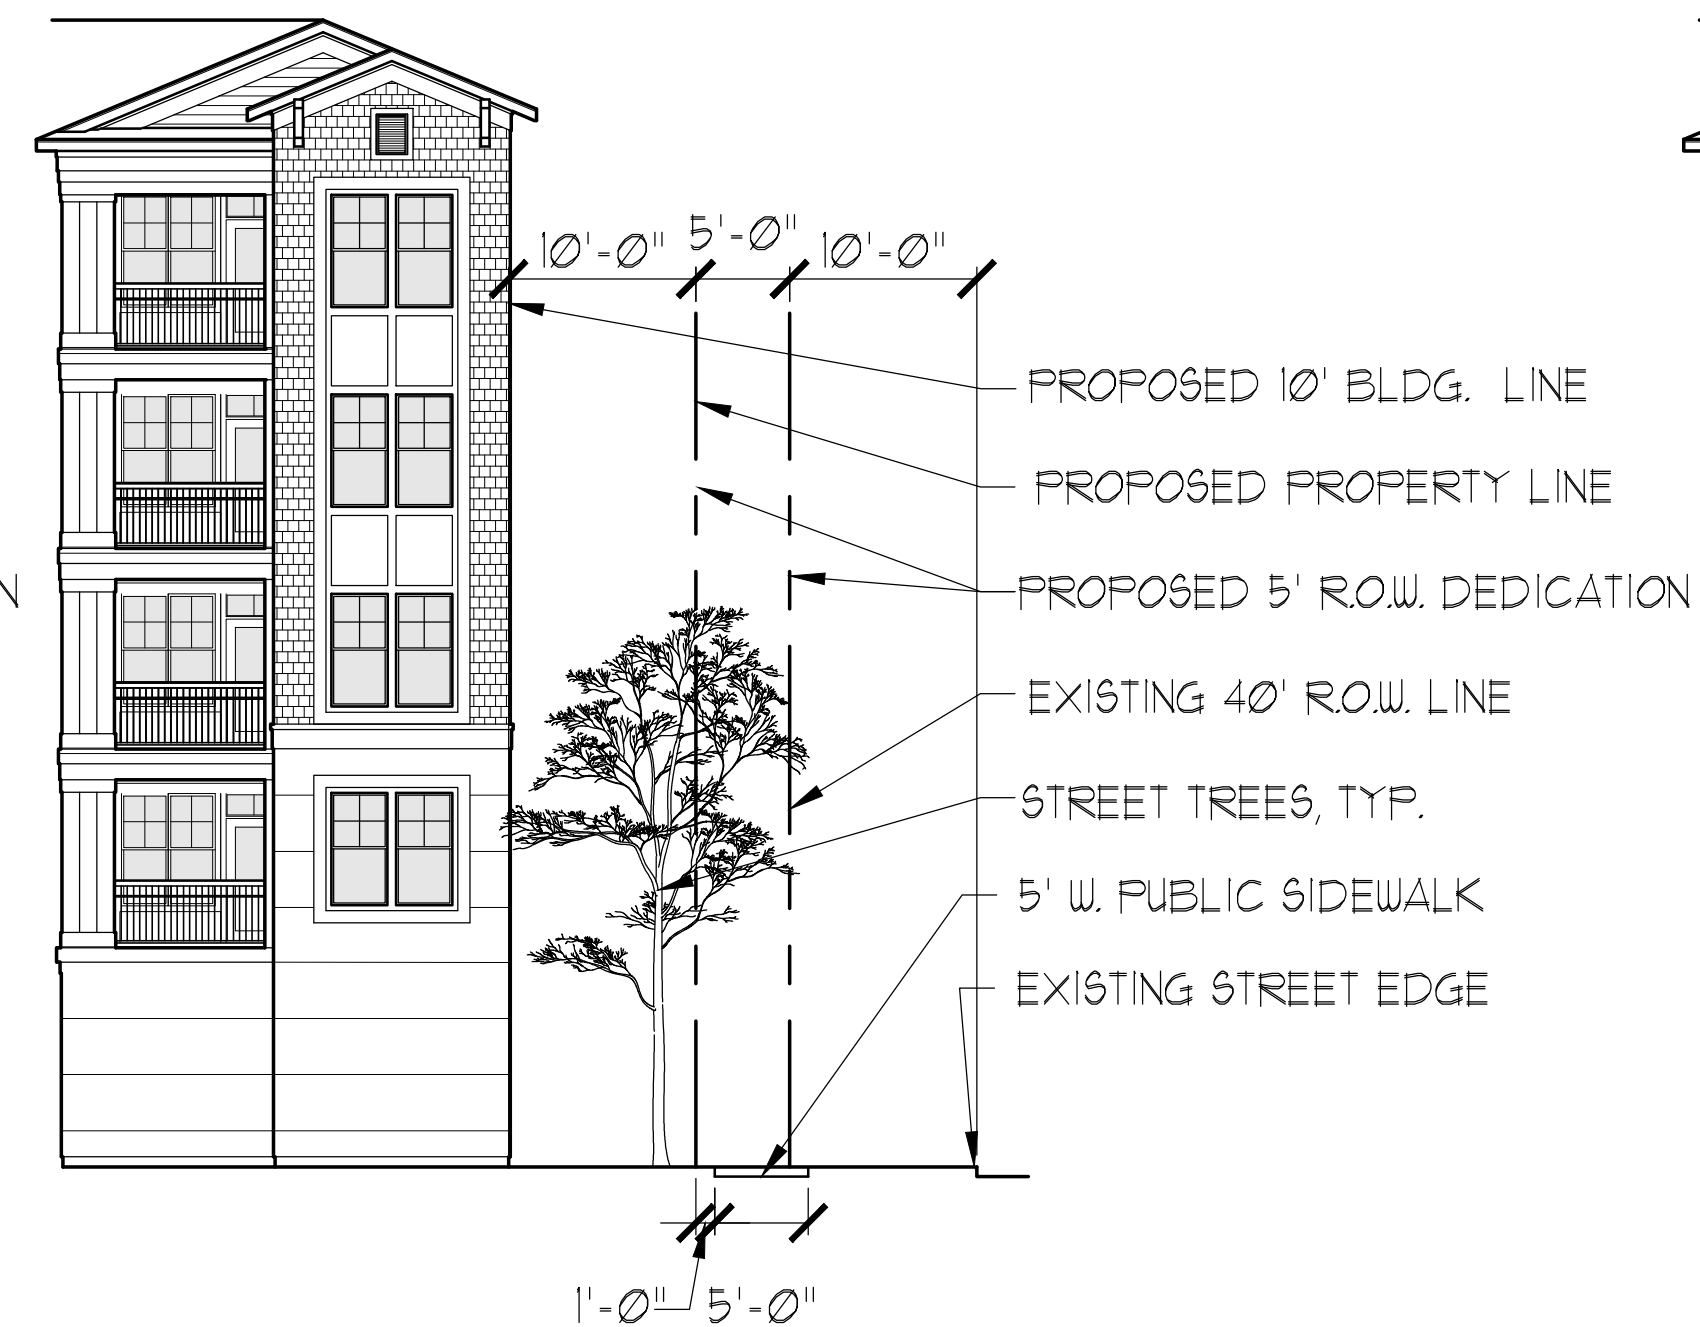 10'-0" 5'-0" 10'-0"
PROPOSED 10' BLDG. LINE
PROPOSED PROPERTY LINE
PROPOSED 5' R.O.W. DEDICATION
EXISTING 40' R.O.W. LINE
STREET TREES, TYP.
5' W. PUBLIC SIDEWALK
EXISTING STREET EDGE
1'-0" 5'-0"